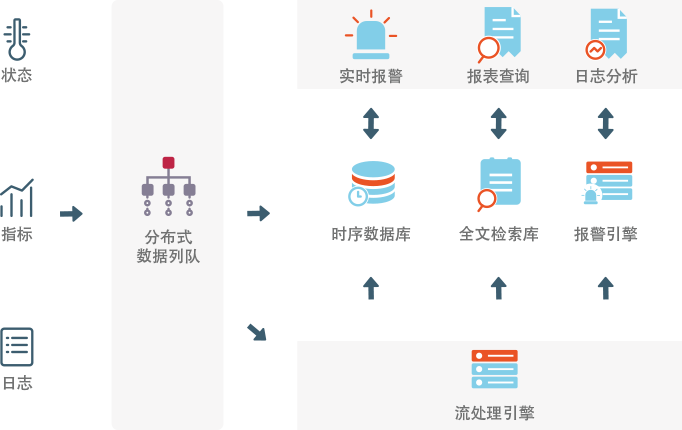 状态
实时报警
报表查询
日志分析
指标
分布式
数据列队
时序数据库
全文检索库
报警引擎
日志
流处理引擎